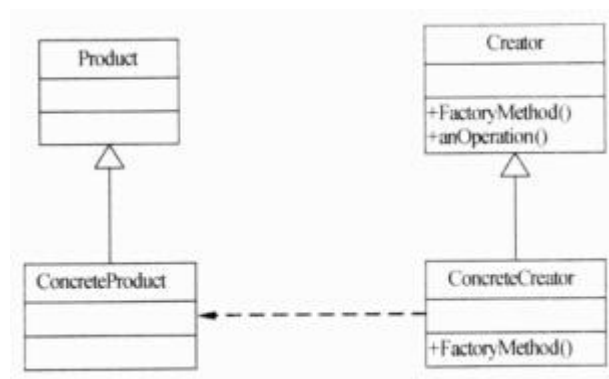 Product
Creator
+FactoryMethod()
+anOperation()
ConcreteProduct
ConcreteCreator
+FactoryMethod()